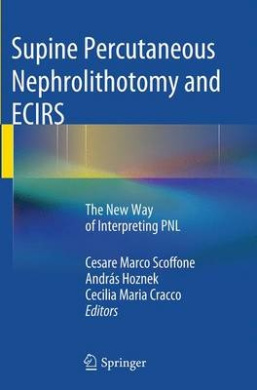 Supine Percutaneous
Nephrolithotomy and
ECIRS
The New Way
of Interpreting PNL
Cesare Marco Scoffone
András Hoznek
Cecilia Maria Cracco
Editors
Springer